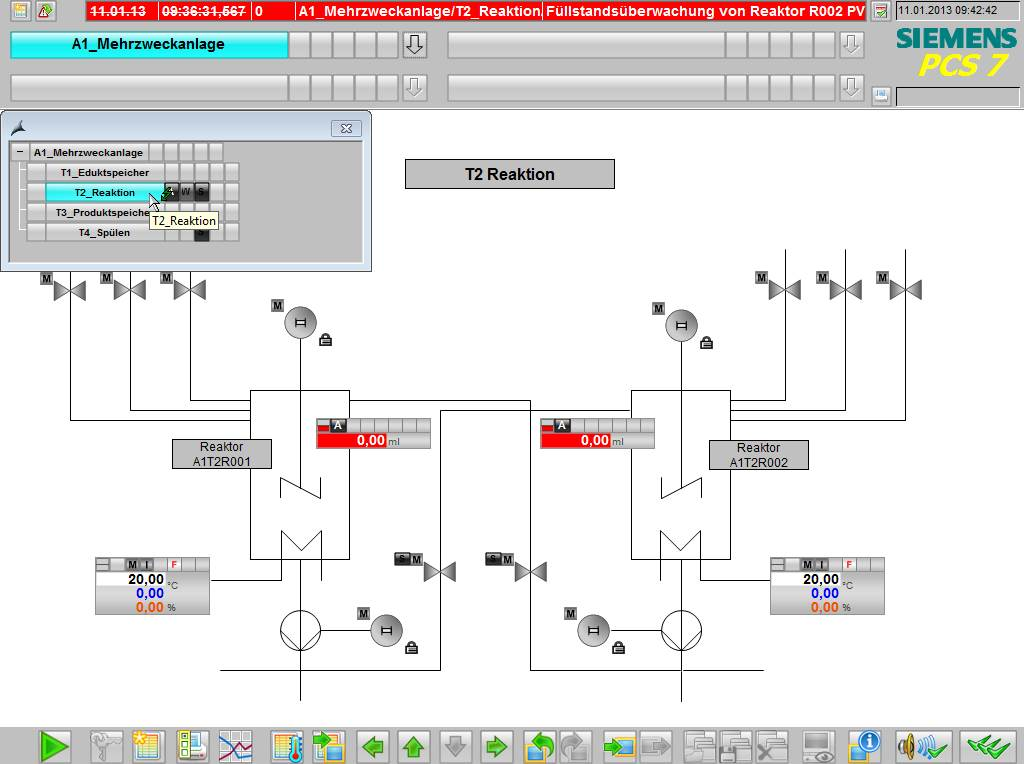 11.01.13 09:36:31,567 0 A1_Mehrzweckanlage/T2_Reaktion/ Füllstandsüberwachung von Reaktor R002 PV
11.01.2013 09:42:42
A1_Mehrzweckanlage
SIEMENS
PCS 7
A1_Mehrzweckanlage
T1_Eduktspeicher
T2_Reaktion W S
T3_Produktspeiche
T2_Reaktion
T4_Spülen S
T2 Reaktion
M M M M M M
M M
A A
0,00 ml 0,00 ml
Reaktor
A1T2R001
Reaktor
A1T2R002
S M S M
M I F
20,00 °C
0,00
0,00 %
M I F
20,00 °C
0,00
0,00 %
M M